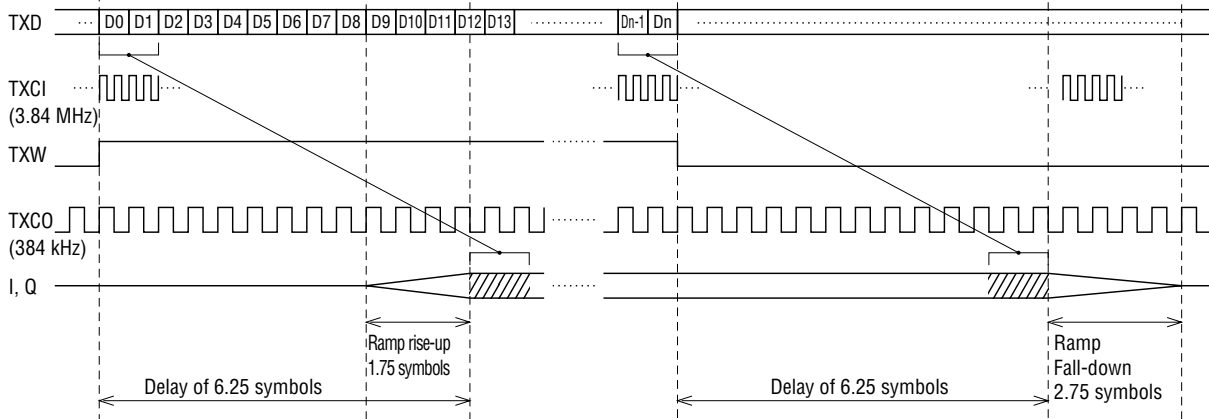 TXD ···· D0 D1 D2 D3 D4 D5 D6 D7 D8 D9 D10 D11 D12 D13 Dn-1 Dn
TXCI
(3.84 MHz)
TXW
TXCO
(384 kHz)
I, Q
Ramp rise-up
1.75 symbols
Ramp
Fall-down
2.75 symbols
Delay of 6.25 symbols
Delay of 6.25 symbols